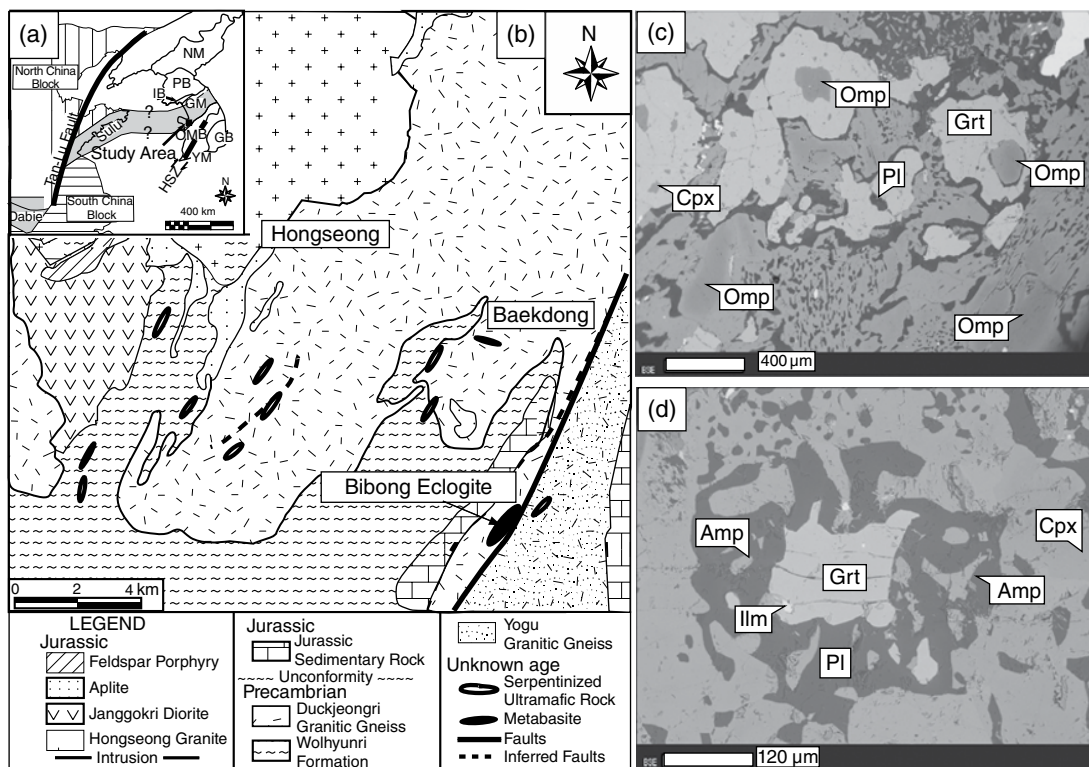 (a)
North China
Block
NM
PB
IB
GM
?
?
Sulu
OMB
GB
Study Area
YM
HSZ
Tan-Lu Fault
South China
Block
Dabie
N
400 km
(b)
N
Hongseong
Baekdong
Bibong Eclogite
0 2 4 km
LEGEND
Jurassic
Feldspar Porphyry
Aplite
Janggokri Diorite
Hongseong Granite
Intrusion
Jurassic
Jurassic
Sedimentary Rock
~~~~ Unconformity ~~~~
Precambrian
Duckjeongri
Granitic Gneiss
Wolhyunri
Formation
Yogu
Granitic Gneiss
Unknown age
Serpentinized
Ultramafic Rock
Metabasite
Faults
Inferred Faults
(c)
Omp
Grt
Pl
Omp
Cpx
Omp
Omp
BSE
400 µm
(d)
Amp
Cpx
Grt
Amp
Ilm
Pl
BSE
120 µm